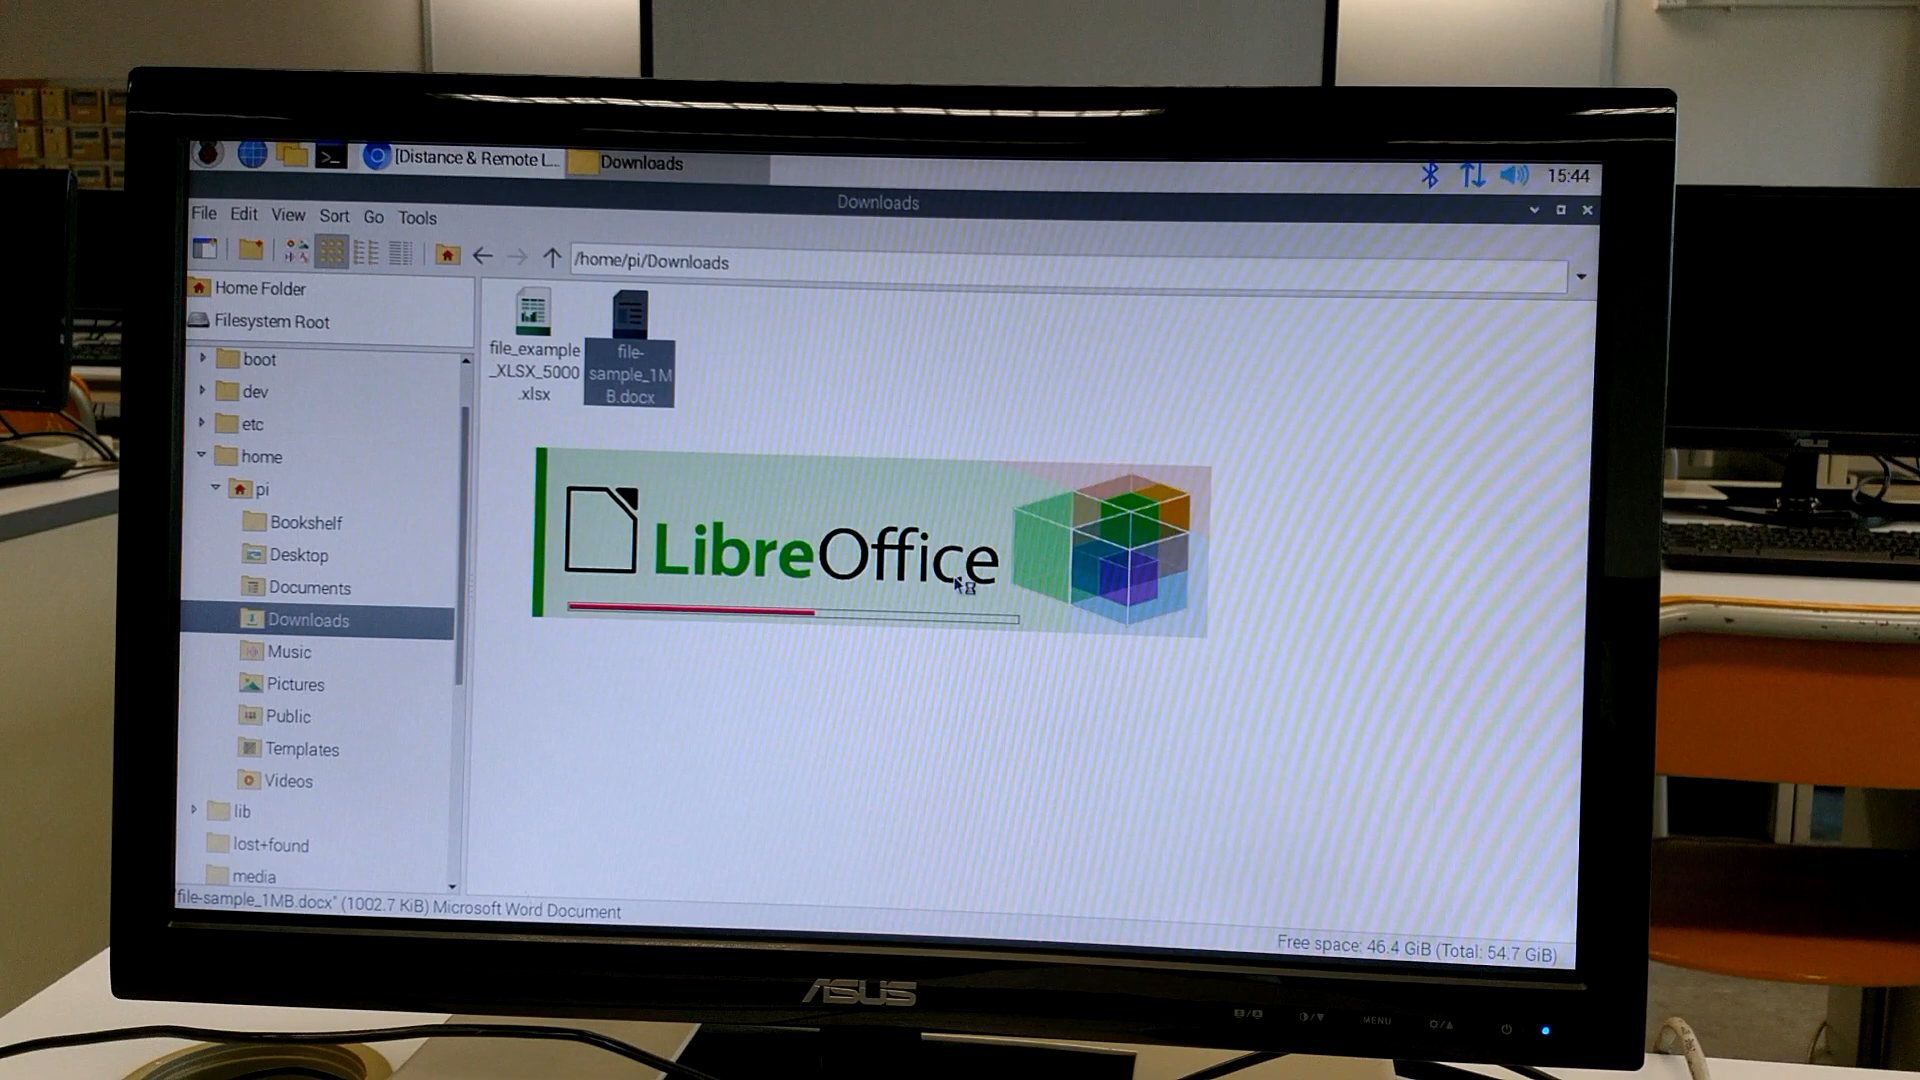 [Distance & Remote L...
Downloads
15:44
Downloads
File Edit View Sort Go Tools
/home/pi/Downloads
Home Folder
Filesystem Root
boot
dev
etc
home
pi
Bookshelf
Desktop
Documents
Downloads
Music
Pictures
Public
Templates
Videos
lib
lost+found
media
file_example
_XLSX_5000
.xlsx
file-
sample_1M
B.docx
LibreOffice
"file-sample_1MB.docx" (1002.7 KiB) Microsoft Word Document
Free space: 46.4 GiB (Total: 54.7 GiB)
ASUS
MENU
ASUS